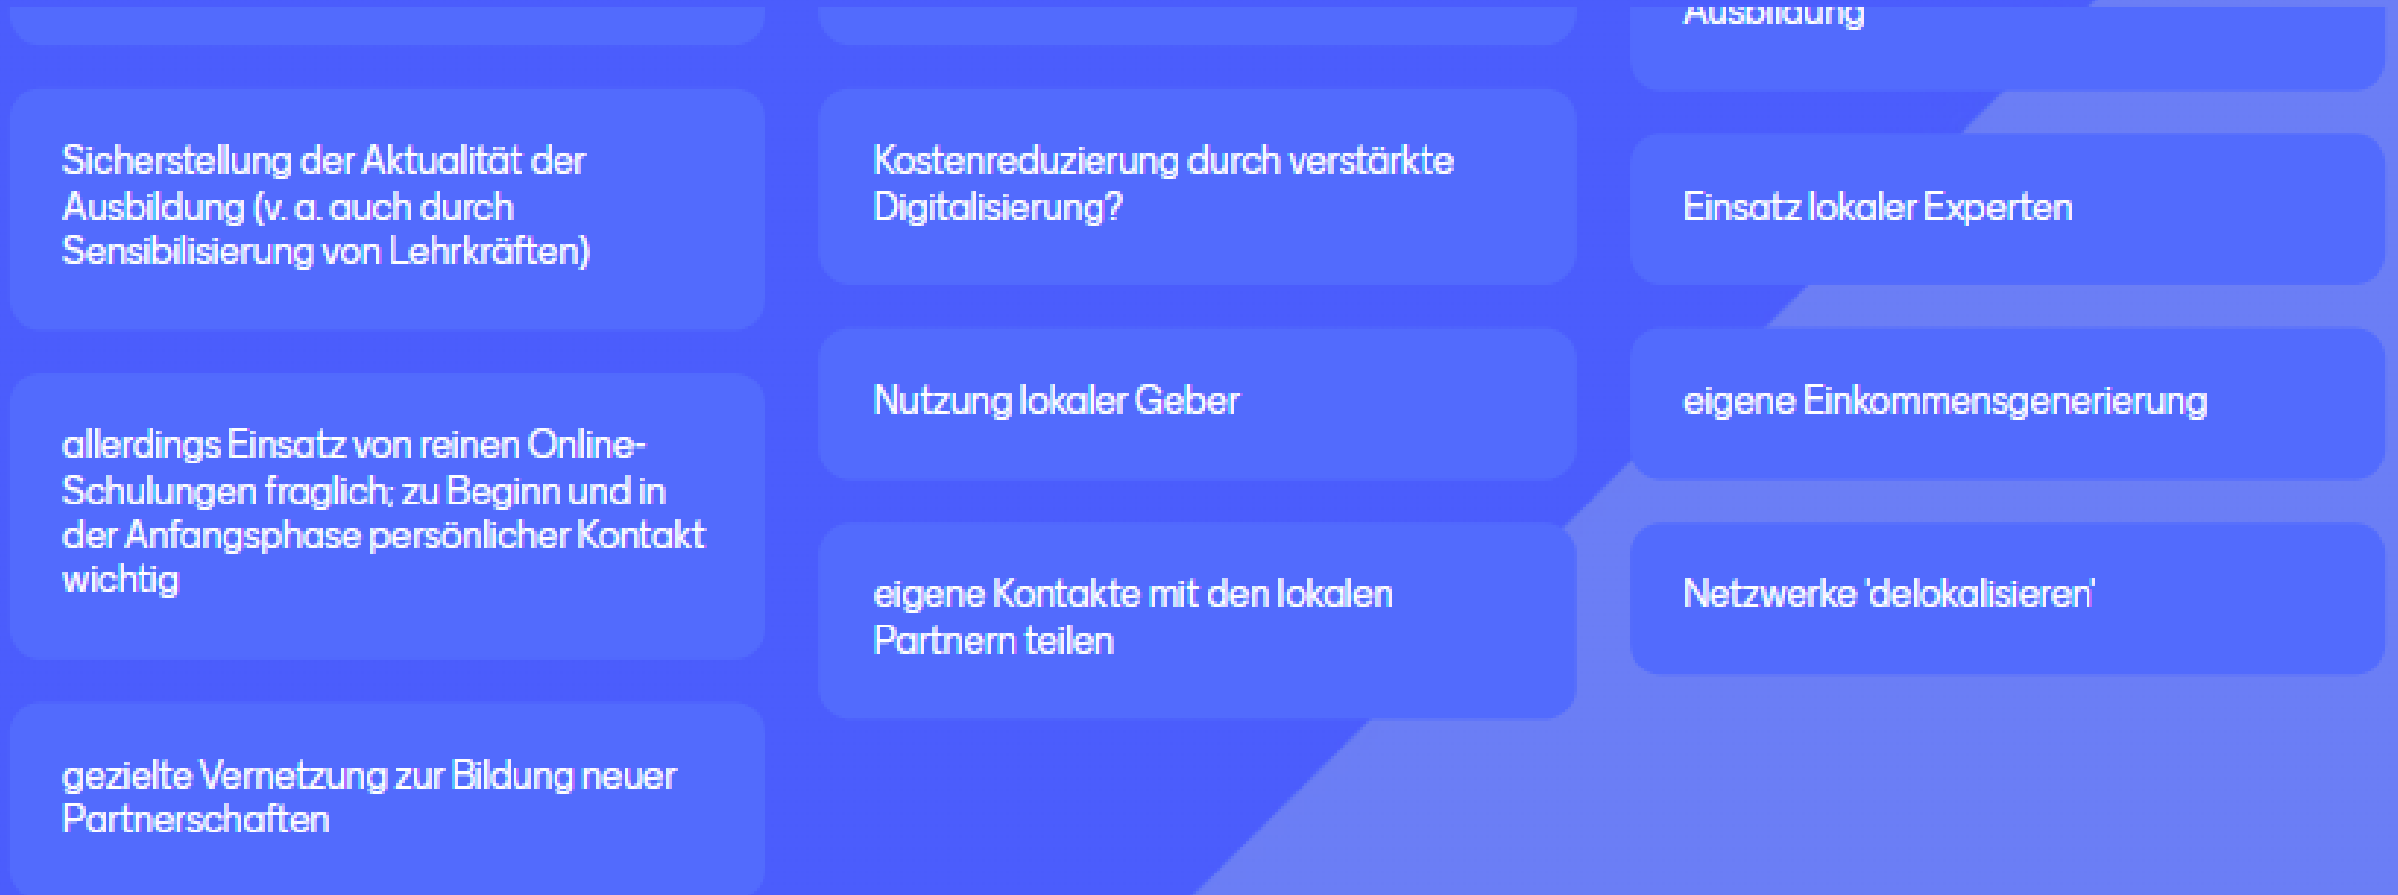 Sicherstellung der Aktualität der
Ausbildung (v. a. auch durch
Sensibilisierung von Lehrkräften)
allerdings Einsatz von reinen Online-
Schulungen fraglich; zu Beginn und in
der Anfangsphase persönlicher Kontakt
wichtig
gezielte Vernetzung zur Bildung neuer
Partnerschaften
Kostenreduzierung durch verstärkte
Digitalisierung?
Nutzung lokaler Geber
eigene Kontakte mit den lokalen
Partnern teilen
Ausbildung
Einsatz lokaler Experten
eigene Einkommensgenerierung
Netzwerke 'delokalisieren'